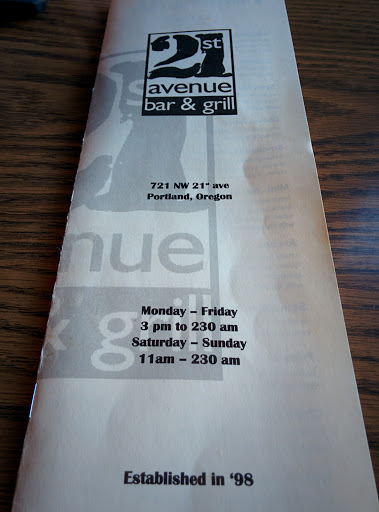 21st
avenue
bar & grill
721 NW 21st ave
Portland, Oregon
Monday – Friday
3 pm to 230 am
Saturday – Sunday
11am – 230 am
Established in '98